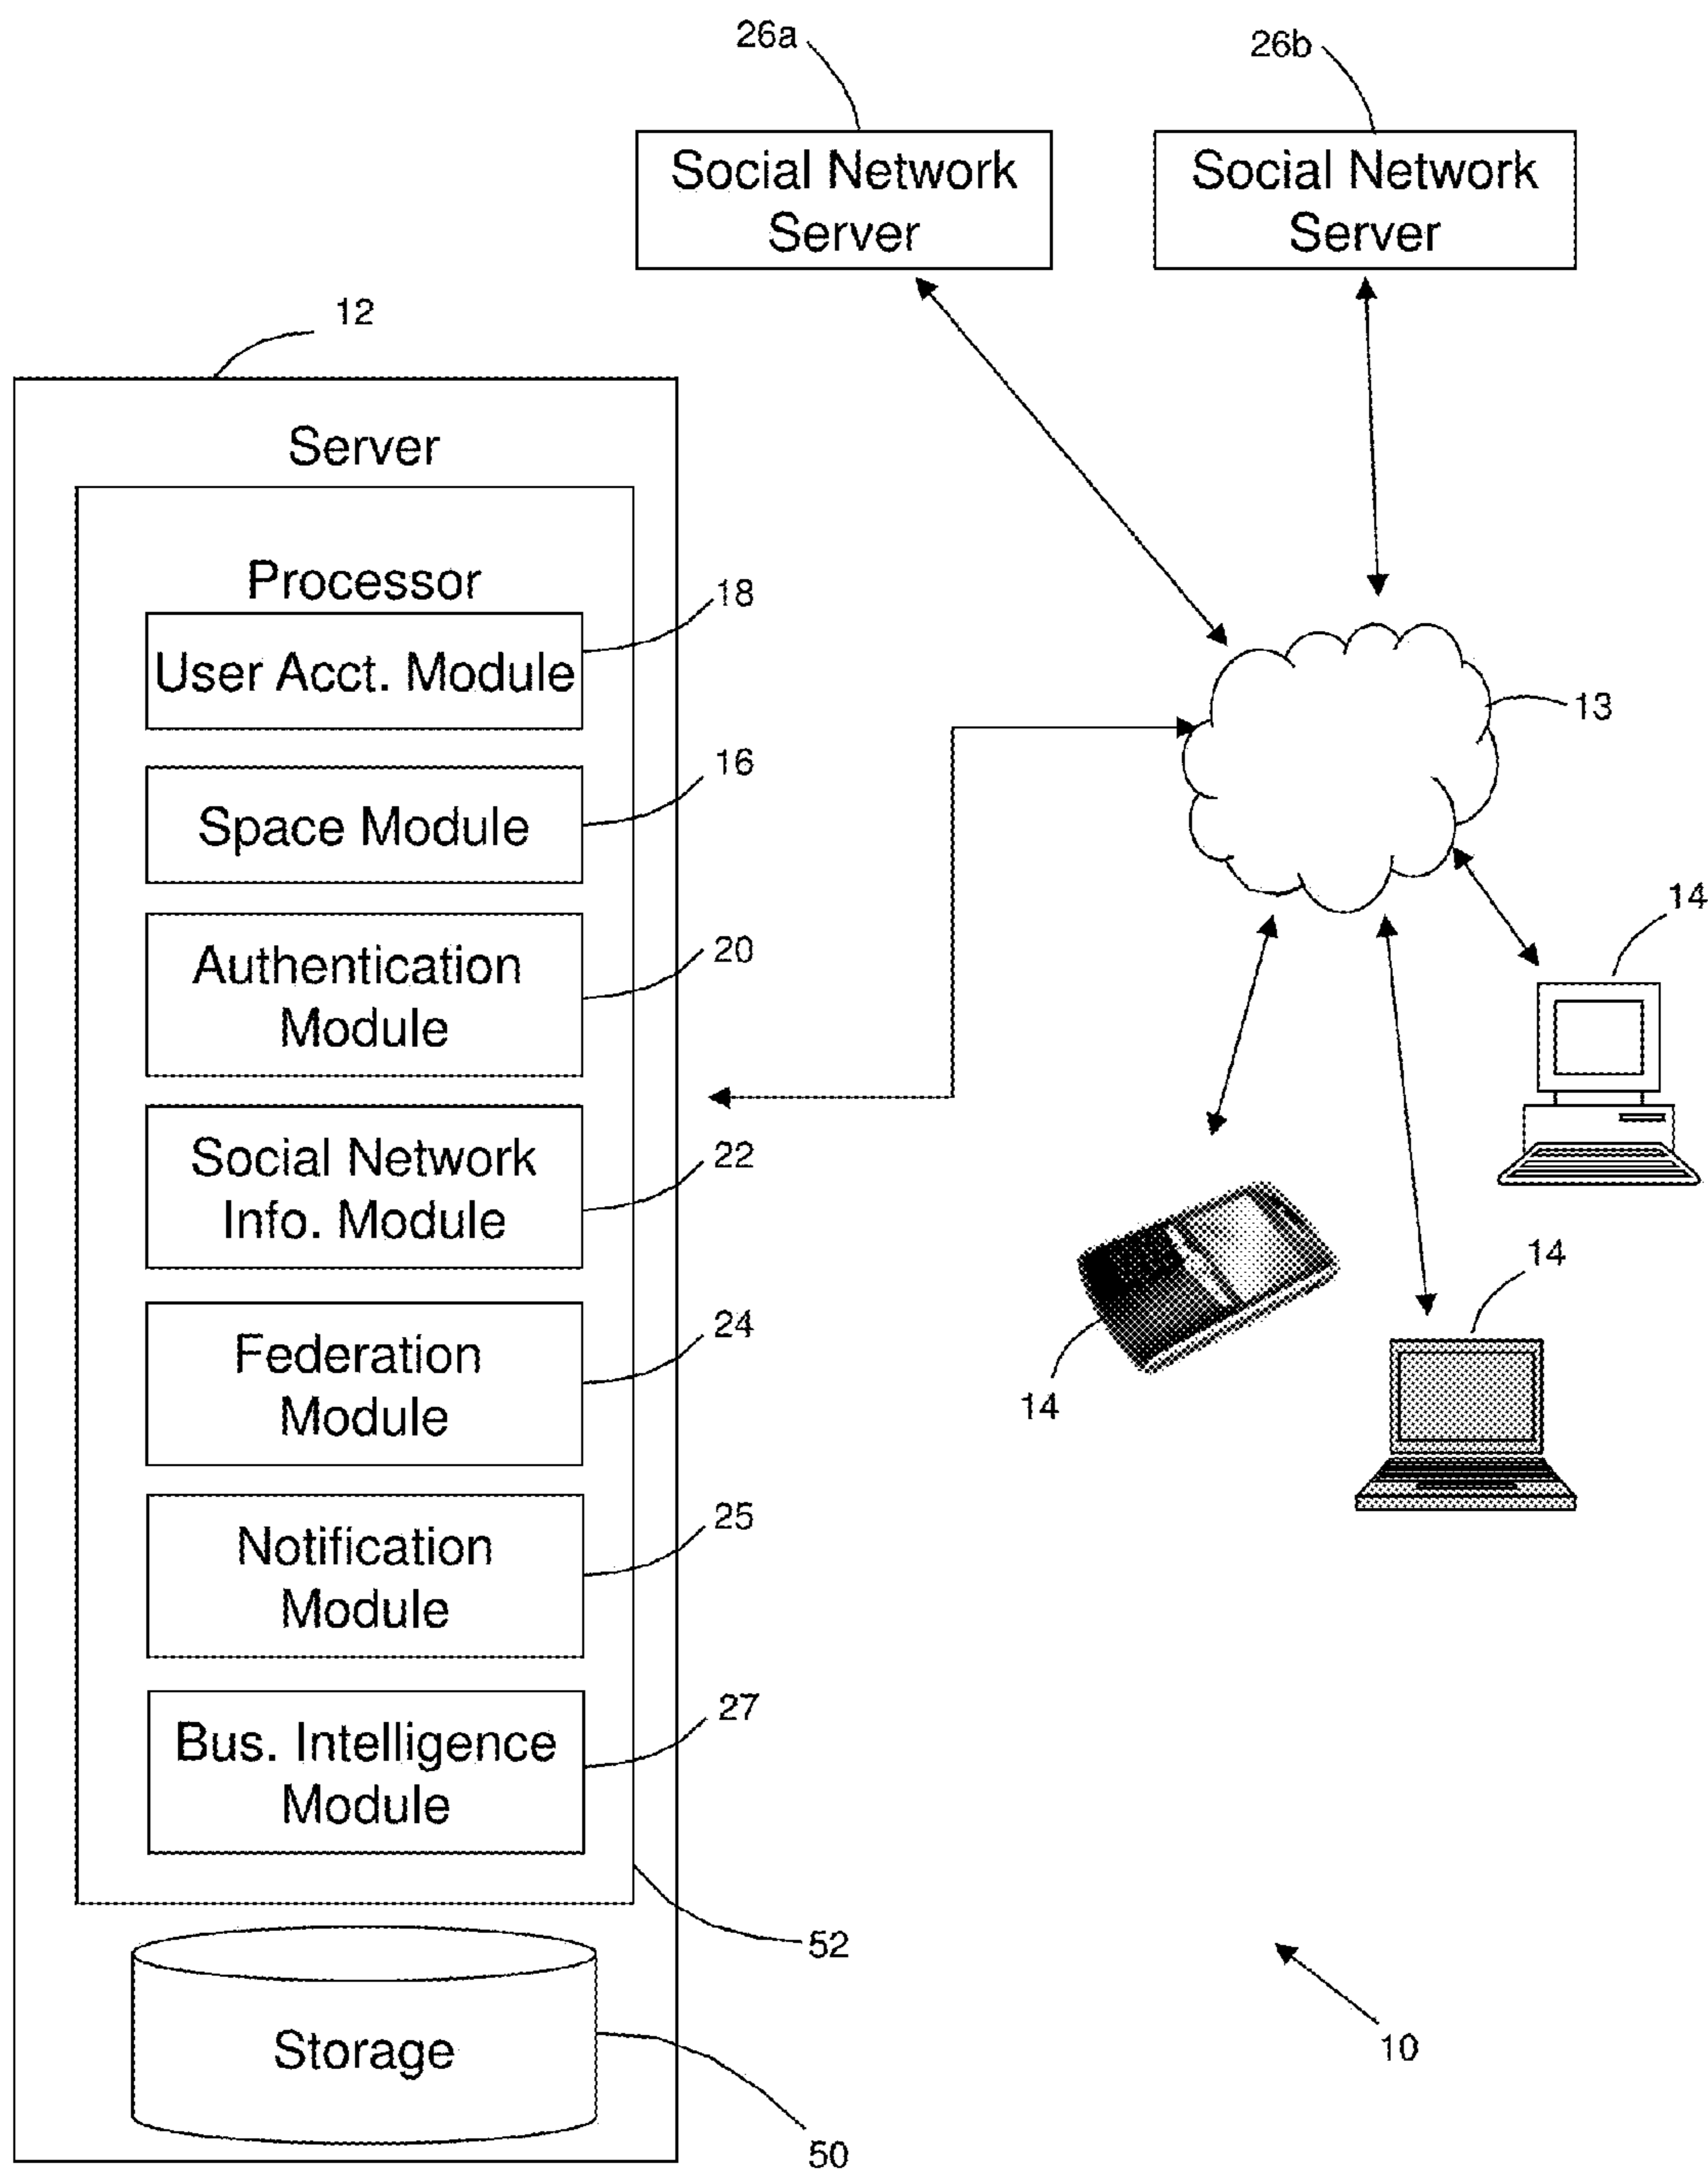 26a
26b
Social Network
Server
Social Network
Server
12
Server
Processor
18
User Acct. Module
13
16
Space Module
14
20
Authentication
Module
22
Social Network
Info. Module
14
24
Federation
Module
14
25
Notification
Module
27
Bus. Intelligence
Module
52
10
Storage
50